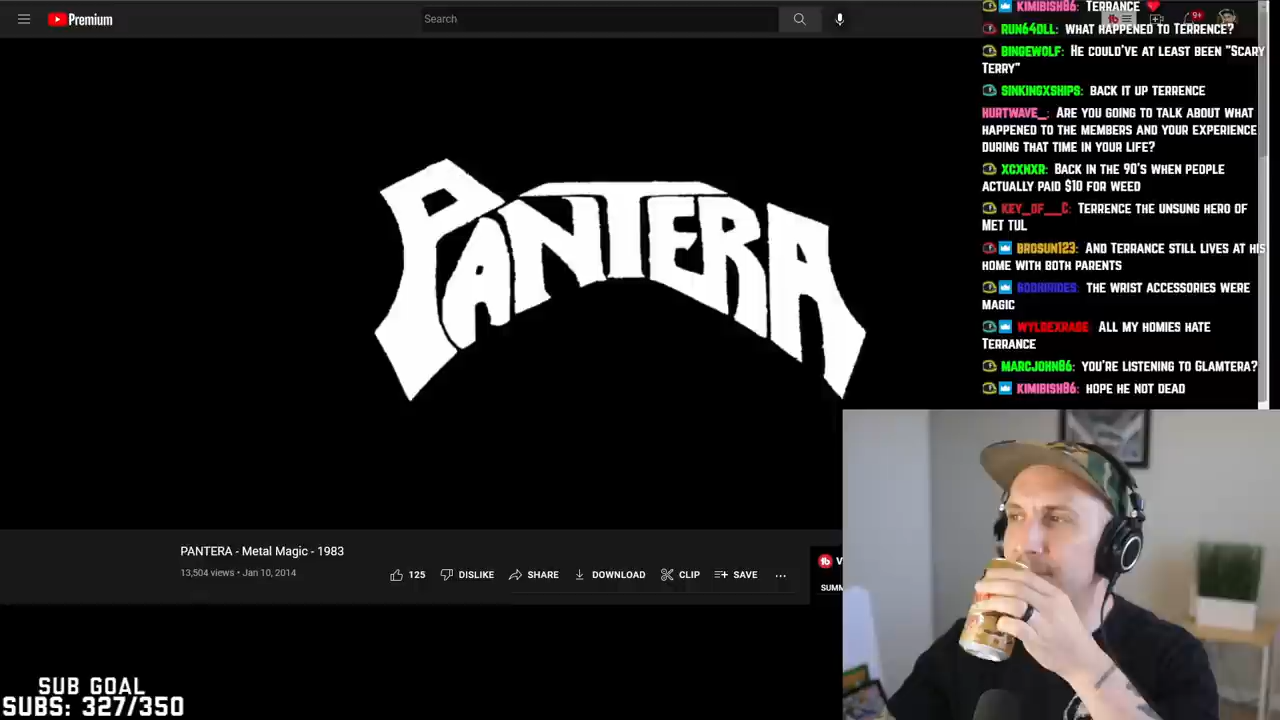 Premium
Search
9+
PANTERA
PANTERA - Metal Magic - 1983
13,504 views • Jan 10, 2014
125
DISLIKE
SHARE
DOWNLOAD
CLIP
SAVE
SUMM
SUB GOAL
SUBS: 327/350
KIMIBISH86: TERRANCE
RUN64DLL: WHAT HAPPENED TO TERRENCE?
BINGEWOLF: HE COULD'VE AT LEAST BEEN "SCARY
TERRY"
SINKINGXSHIPS: BACK IT UP TERRENCE
HURTWAVE_: ARE YOU GOING TO TALK ABOUT WHAT
HAPPENED TO THE MEMBERS AND YOUR EXPERIENCE
DURING THAT TIME IN YOUR LIFE?
XCXNXR: BACK IN THE 90'S WHEN PEOPLE
ACTUALLY PAID $10 FOR WEED
KEY_OF__C: TERRENCE THE UNSUNG HERO OF
MET TUL
BROSUN123: AND TERRANCE STILL LIVES AT HIS
HOME WITH BOTH PARENTS
THE WRIST ACCESSORIES WERE
MAGIC
WYLDEXRAGE: ALL MY HOMIES HATE
TERRANCE
MARCJOHN86: YOU'RE LISTENING TO GLAMTERA?
KIMIBISH86: HOPE HE NOT DEAD